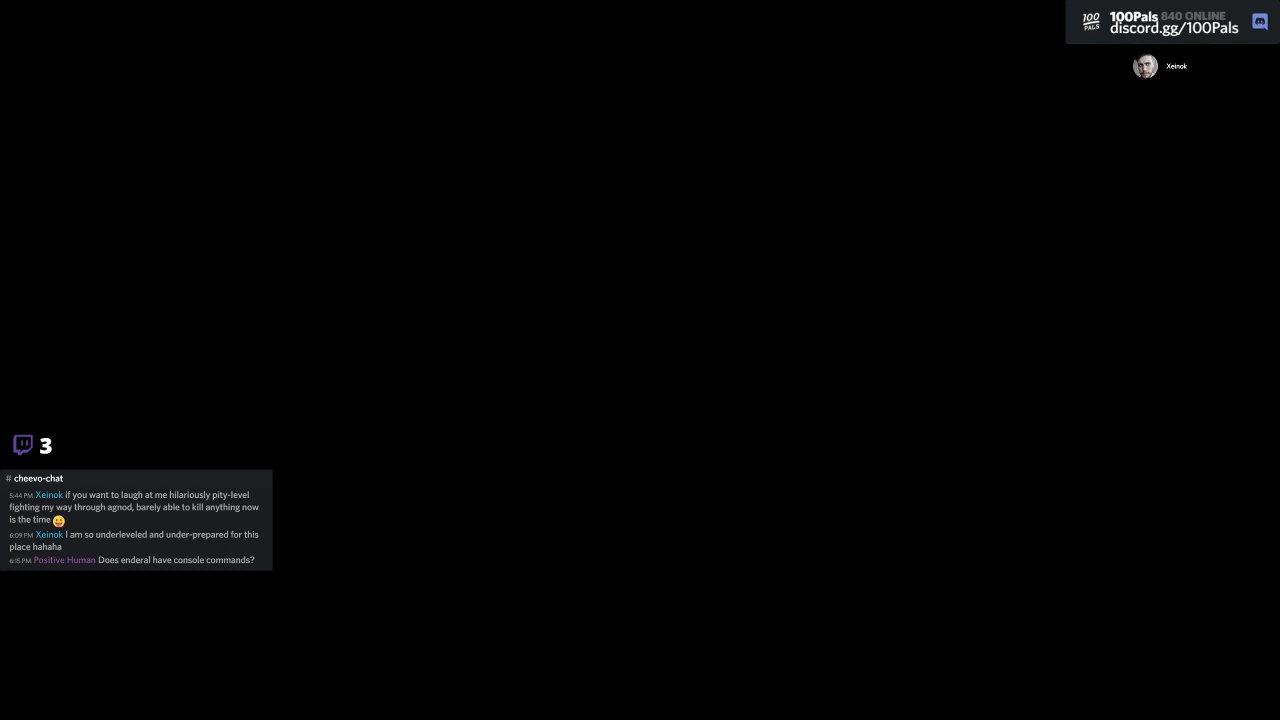 100 PALS
100Pals 840 ONLINE
discord.gg/100Pals
Xeinok
3
# cheevo-chat
5:44 PM Xeinok if you want to laugh at me hilariously pity-level
fighting my way through agnod, barely able to kill anything now
is the time 😛
6:09 PM Xeinok I am so underleveled and under-prepared for this
place hahaha
6:15 PM Positive Human Does enderal have console commands?